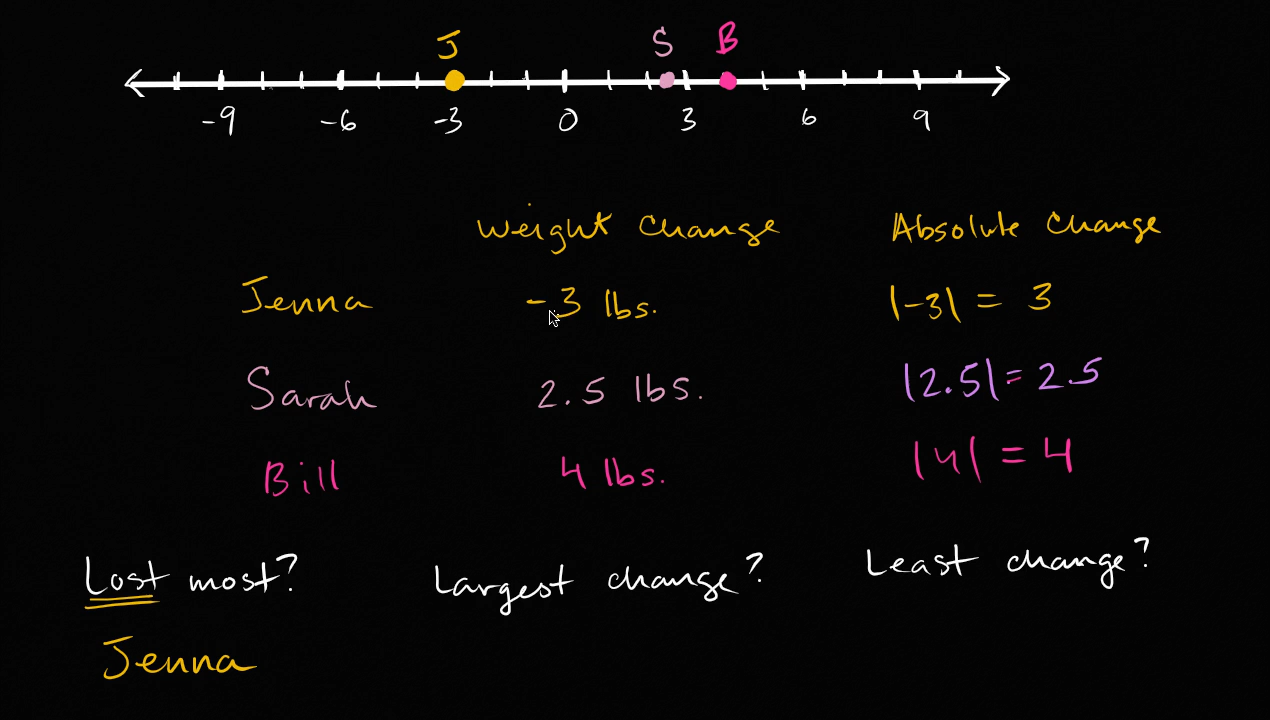 J S B
-9 -6 -3 0 3 6 9
Weight Change Absolute Change
Jenna -3 lbs. |-3| = 3
Sarah 2.5 lbs. |2.5| = 2.5
Bill 4 lbs. |4| = 4
Lost most? Largest change? Least change?
Jenna